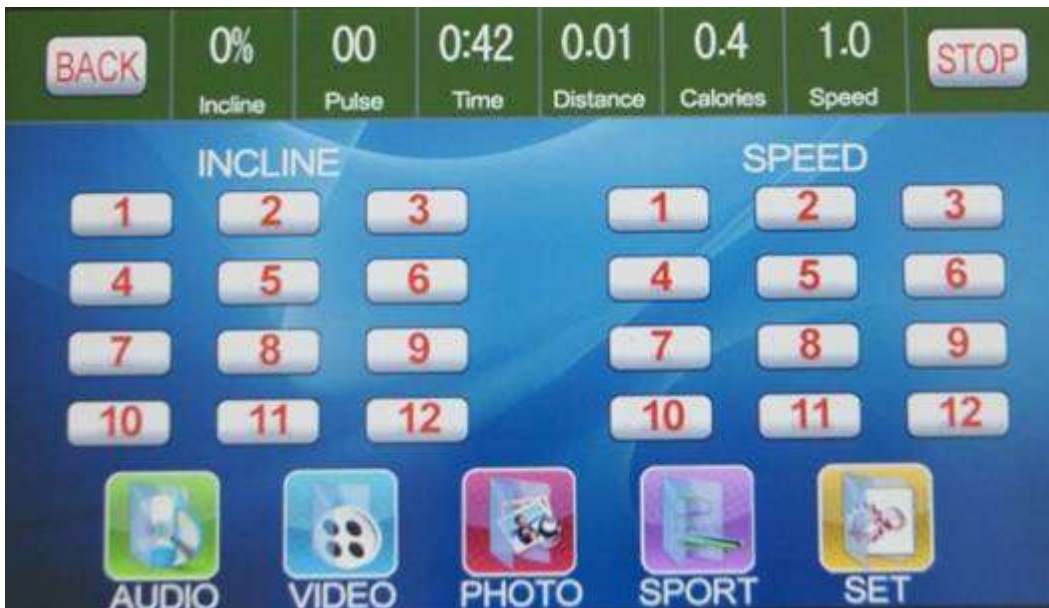 BACK 0% 00 0:42 0.01 0.4 1.0 STOP
Incline Pulse Time Distance Calories Speed
INCLINE SPEED
1 2 3 1 2 3
4 5 6 4 5 6
7 8 9 7 8 9
10 11 12 10 11 12
AUDIO VIDEO PHOTO SPORT SET